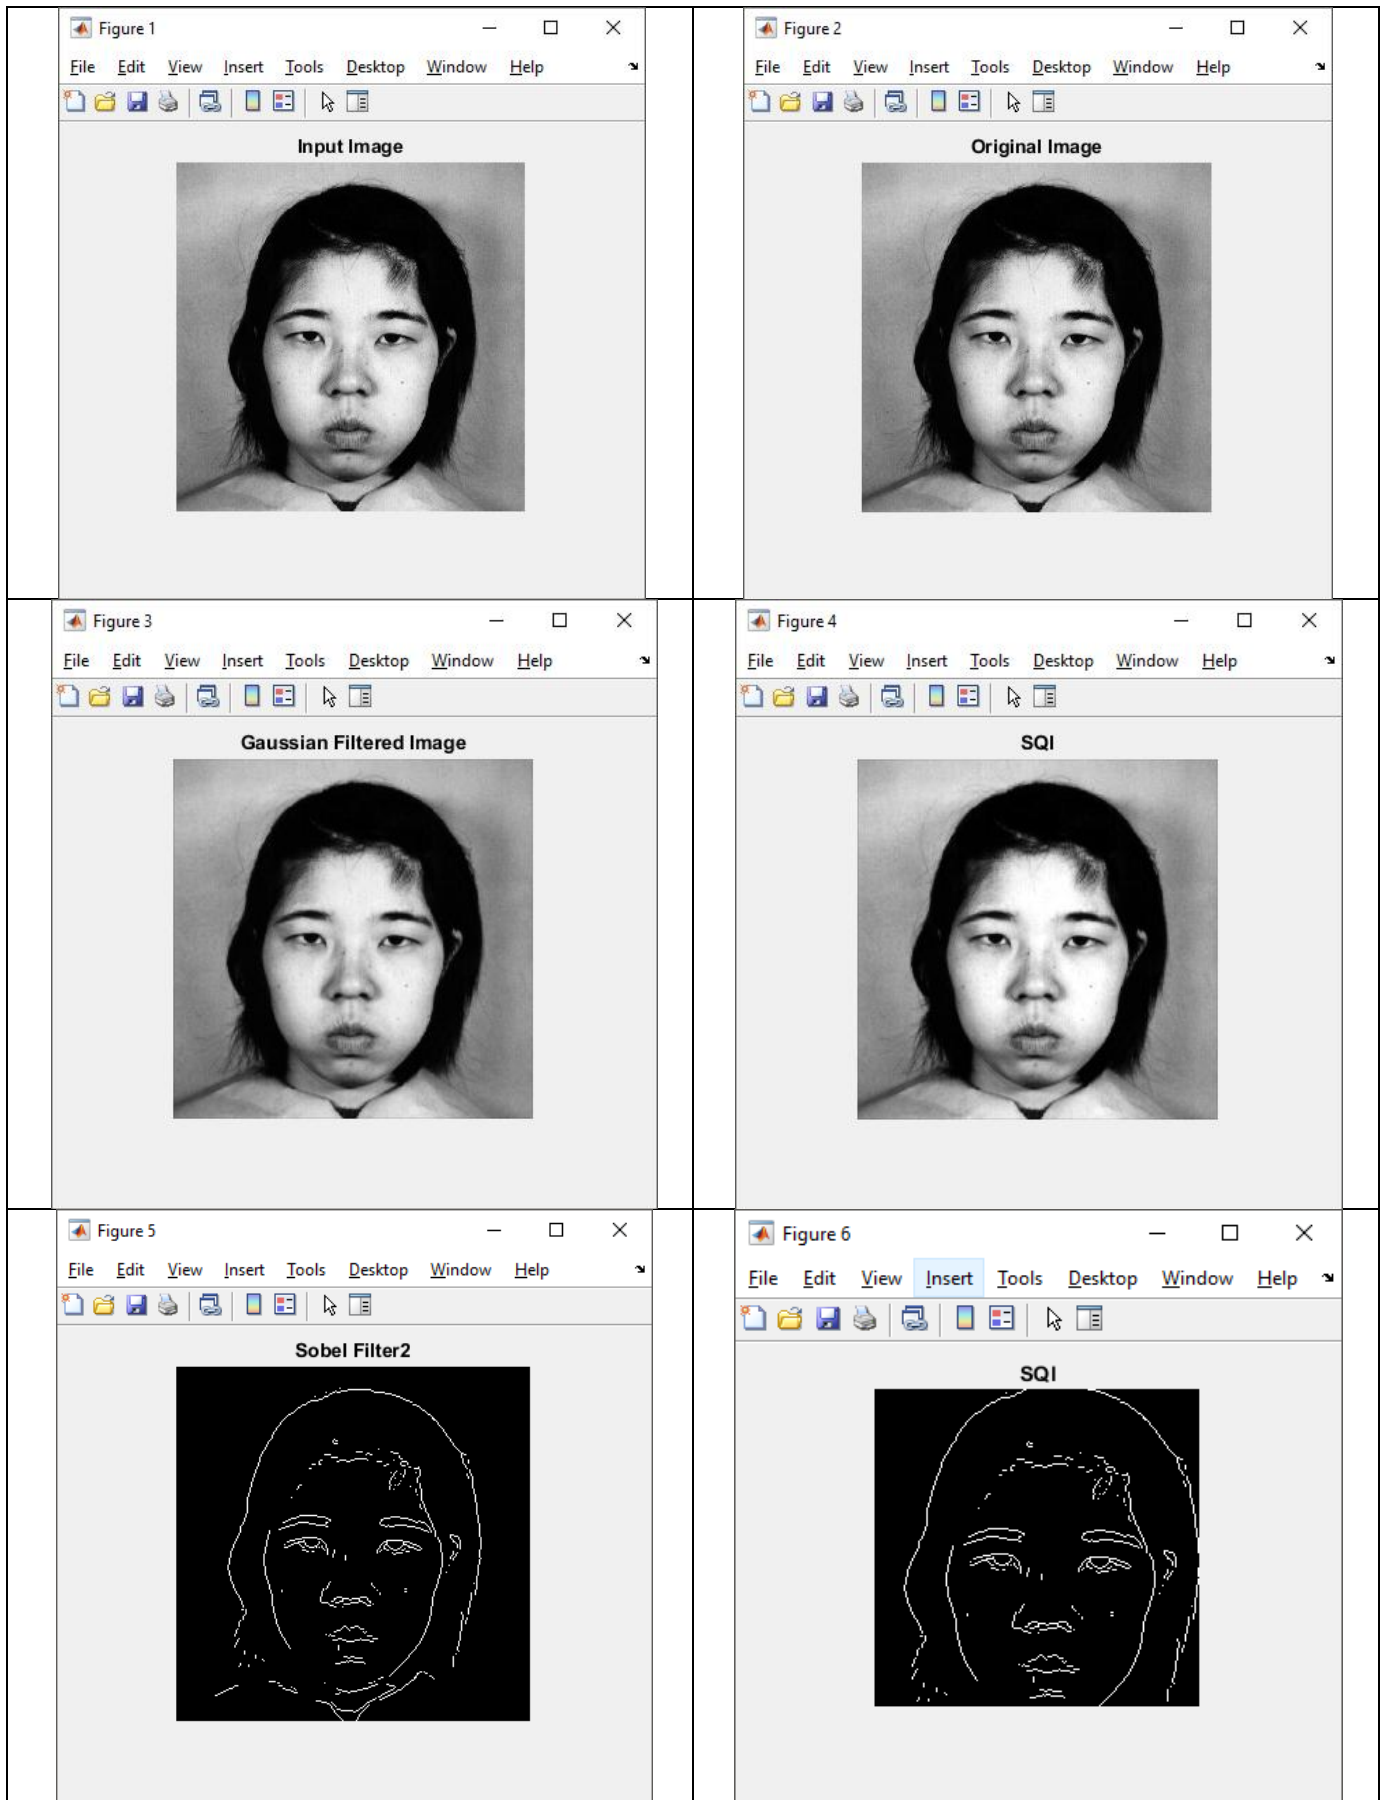 Figure 1
File Edit View Insert Tools Desktop Window Help
Input Image
Figure 2
File Edit View Insert Tools Desktop Window Help
Original Image
Figure 3
File Edit View Insert Tools Desktop Window Help
Gaussian Filtered Image
Figure 4
File Edit View Insert Tools Desktop Window Help
SQI
Figure 5
File Edit View Insert Tools Desktop Window Help
Sobel Filter2
Figure 6
File Edit View Insert Tools Desktop Window Help
SQI